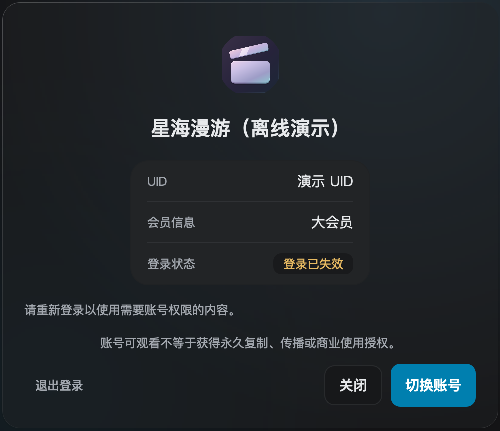 星海漫游（离线演示）
UID 演示 UID
会员信息 大会员
登录状态 登录已失效
请重新登录以使用需要账号权限的内容。
账号可观看不等于获得永久复制、传播或商业使用授权。
退出登录 关闭 切换账号